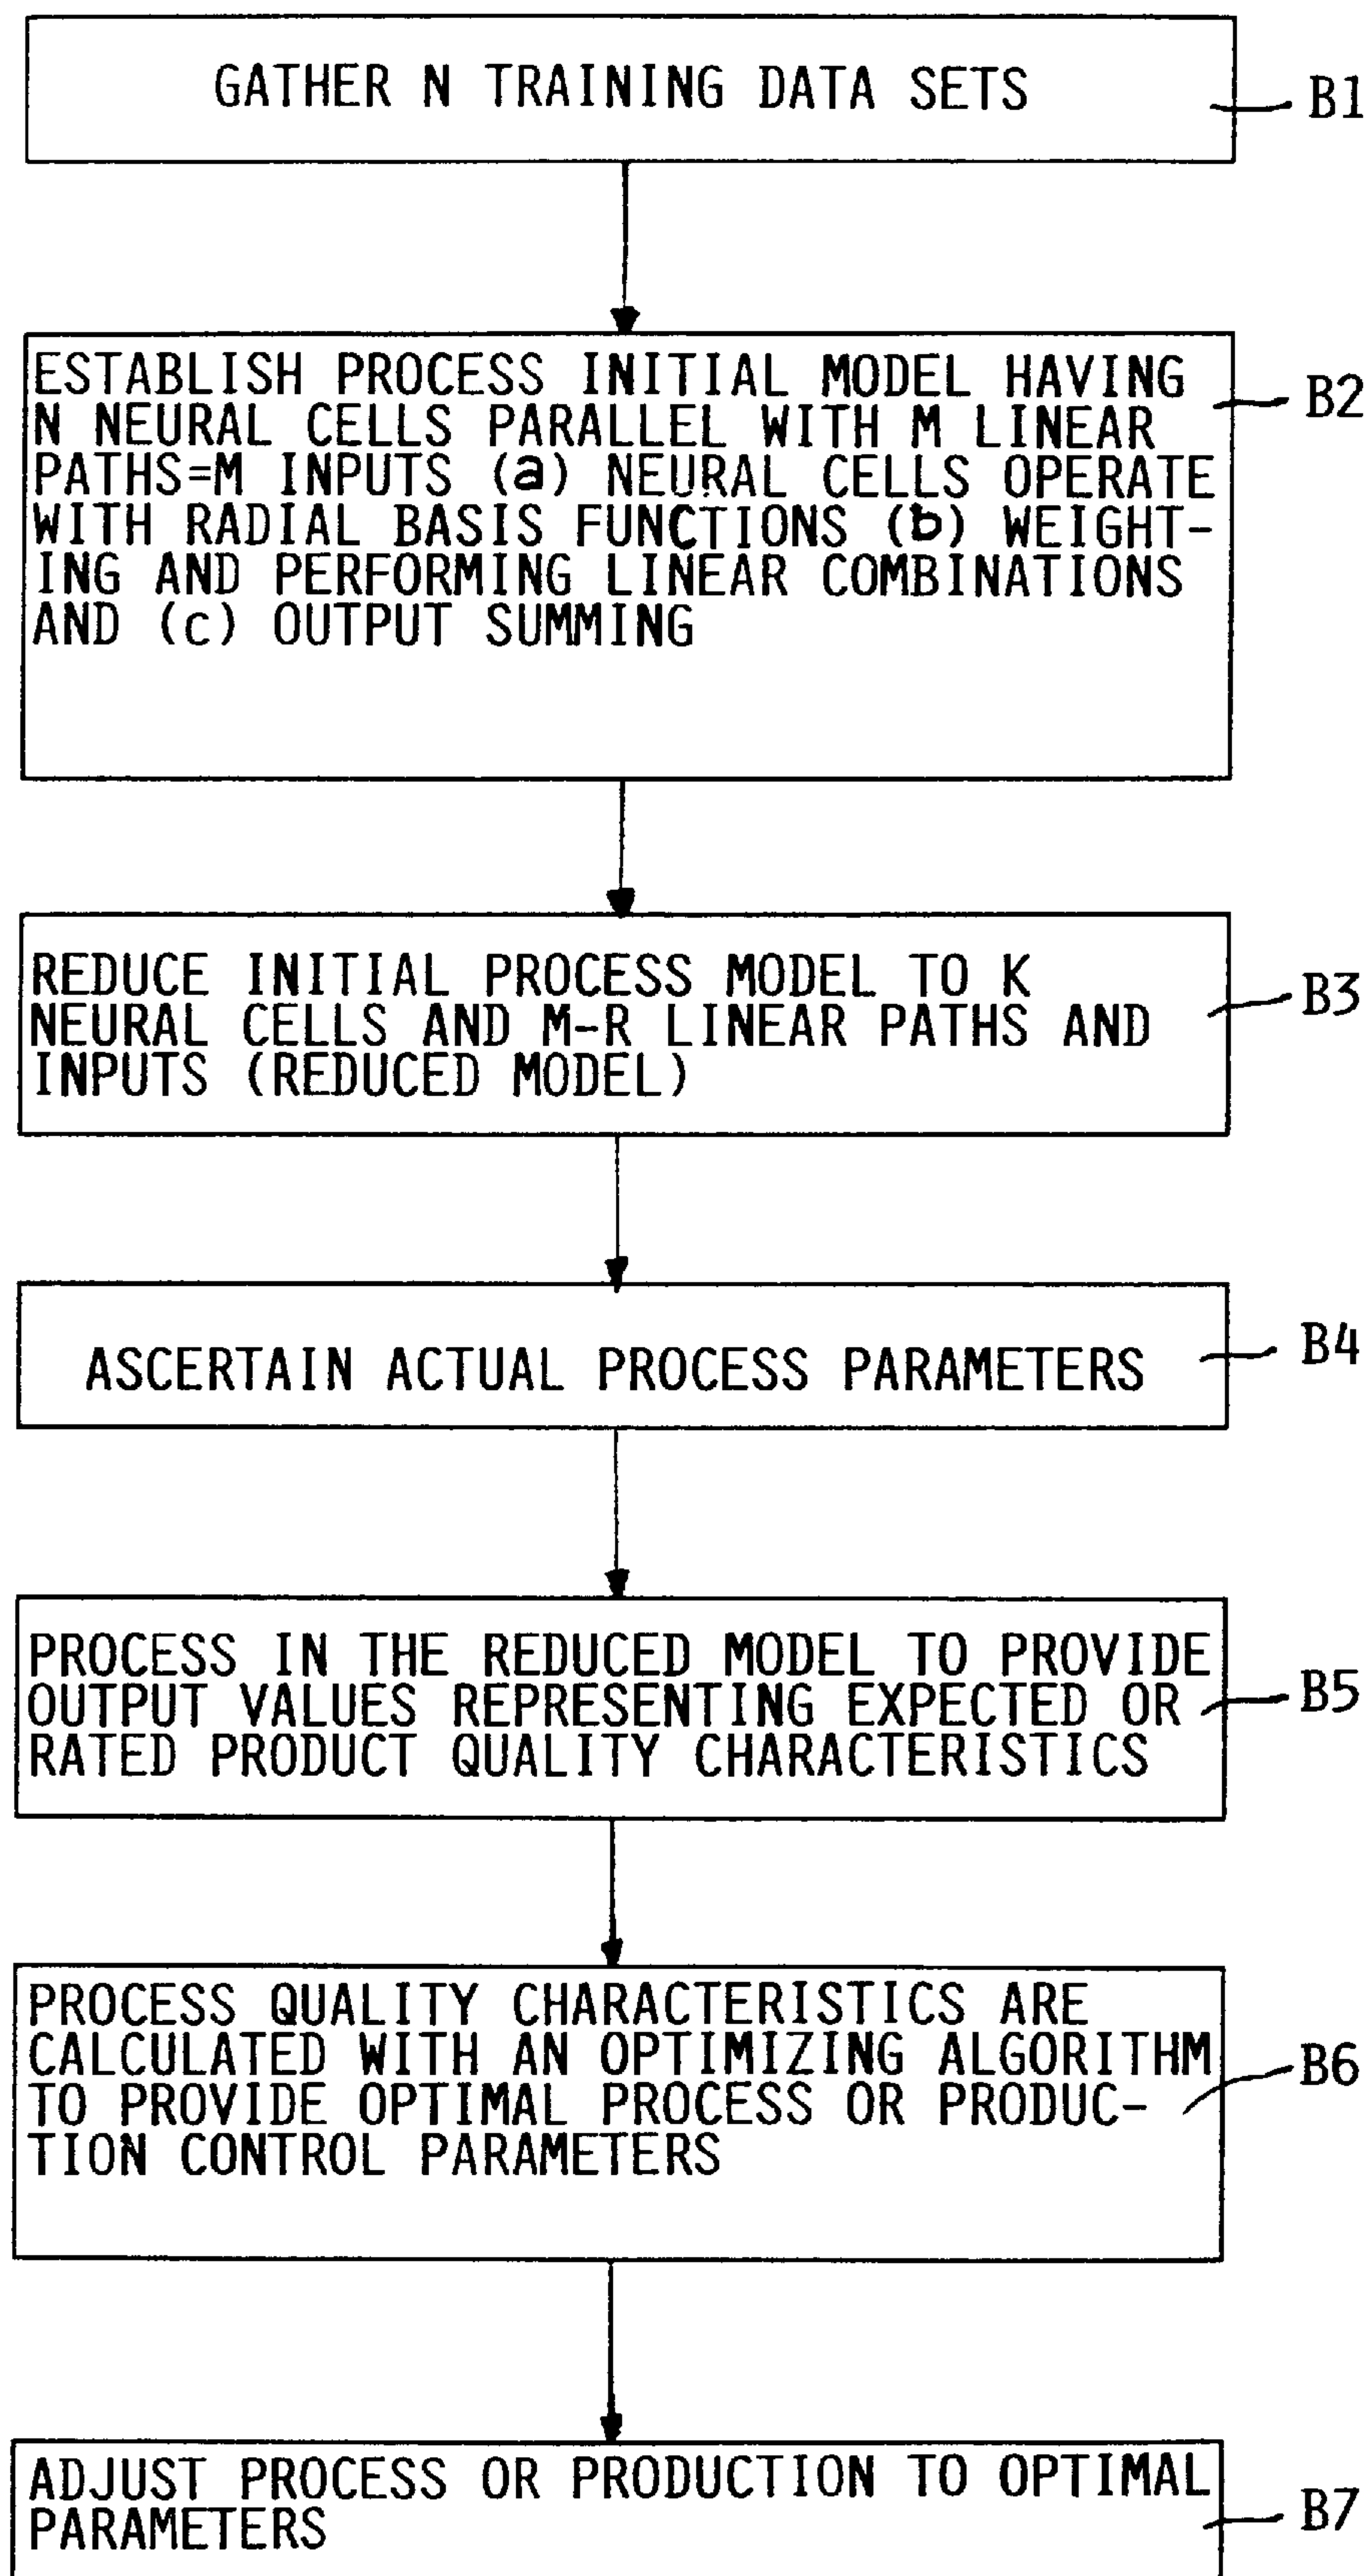 GATHER N TRAINING DATA SETS
B1
ESTABLISH PROCESS INITIAL MODEL HAVING
N NEURAL CELLS PARALLEL WITH M LINEAR
PATHS=M INPUTS (a) NEURAL CELLS OPERATE
WITH RADIAL BASIS FUNCTIONS (b) WEIGHT-
ING AND PERFORMING LINEAR COMBINATIONS
AND (c) OUTPUT SUMMING
B2
REDUCE INITIAL PROCESS MODEL TO K
NEURAL CELLS AND M-R LINEAR PATHS AND
INPUTS (REDUCED MODEL)
B3
ASCERTAIN ACTUAL PROCESS PARAMETERS
B4
PROCESS IN THE REDUCED MODEL TO PROVIDE
OUTPUT VALUES REPRESENTING EXPECTED OR
RATED PRODUCT QUALITY CHARACTERISTICS
B5
PROCESS QUALITY CHARACTERISTICS ARE
CALCULATED WITH AN OPTIMIZING ALGORITHM
TO PROVIDE OPTIMAL PROCESS OR PRODUC-
TION CONTROL PARAMETERS
B6
ADJUST PROCESS OR PRODUCTION TO OPTIMAL
PARAMETERS
B7